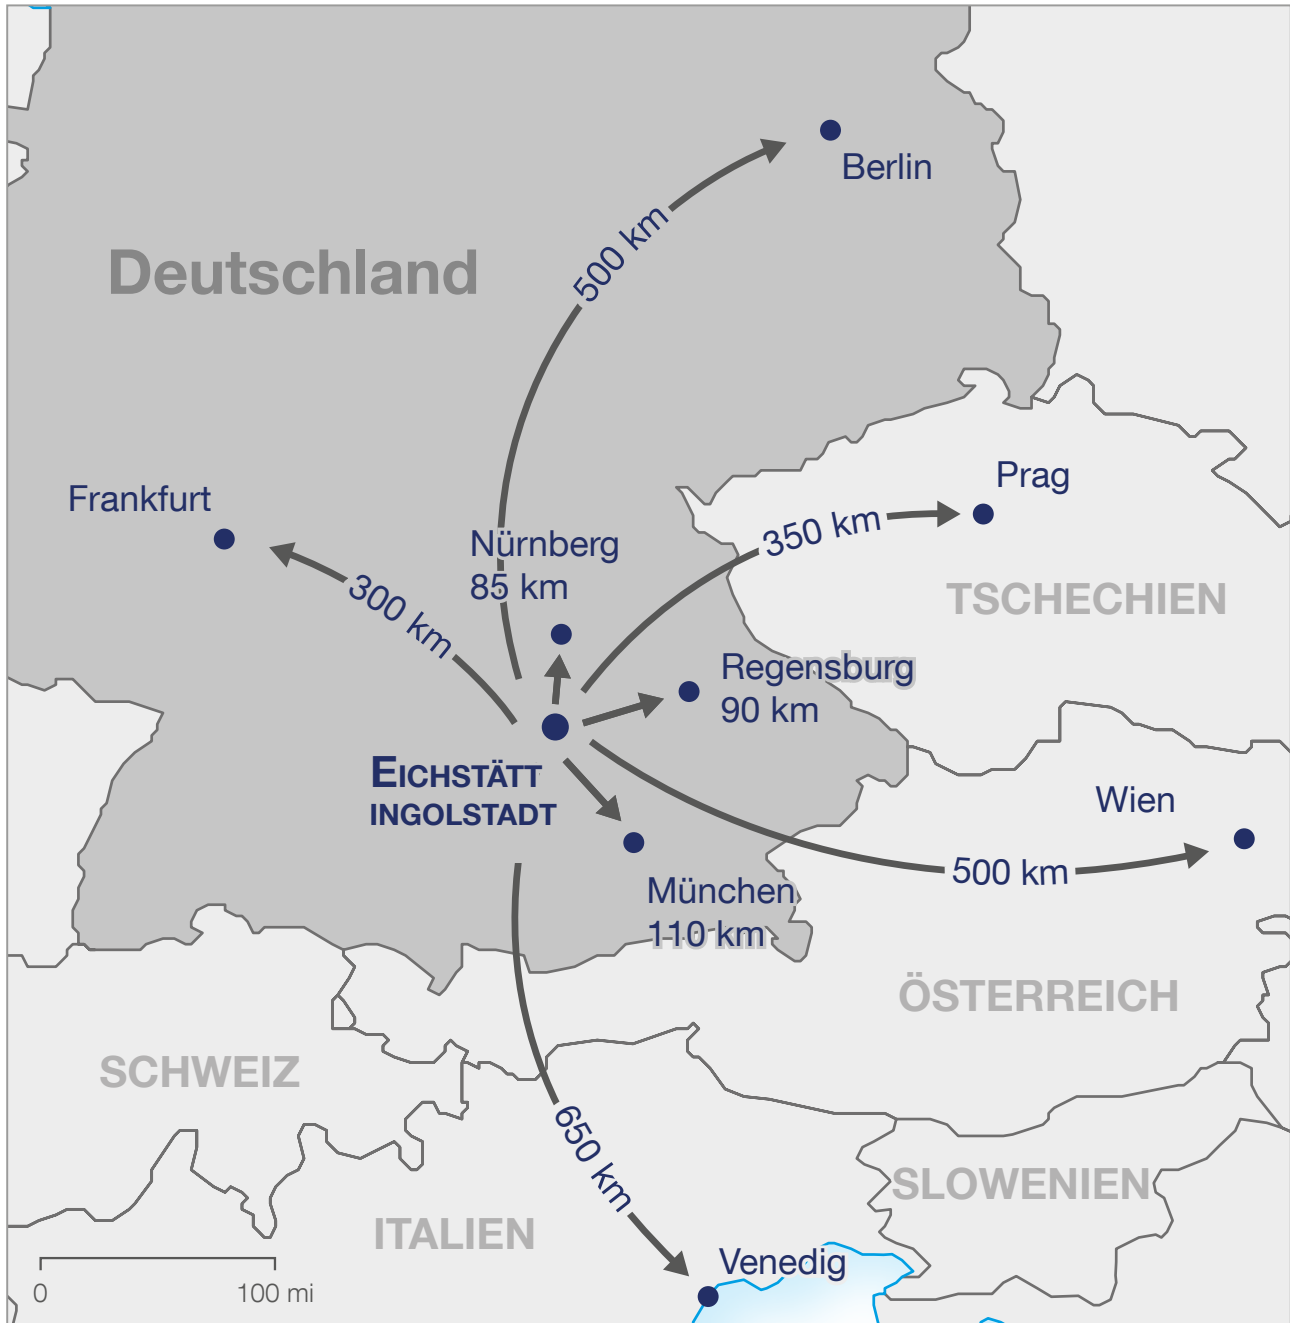 Berlin
500 km
Deutschland
Prag
Frankfurt
350 km
Nürnberg
85 km
300 km
TSCHECHIEN
Regensburg
90 km
EICHSTÄTT
INGOLSTADT
Wien
500 km
München
110 km
ÖSTERREICH
SCHWEIZ
650 km
SLOWENIEN
ITALIEN
Venedig
0 100 mi